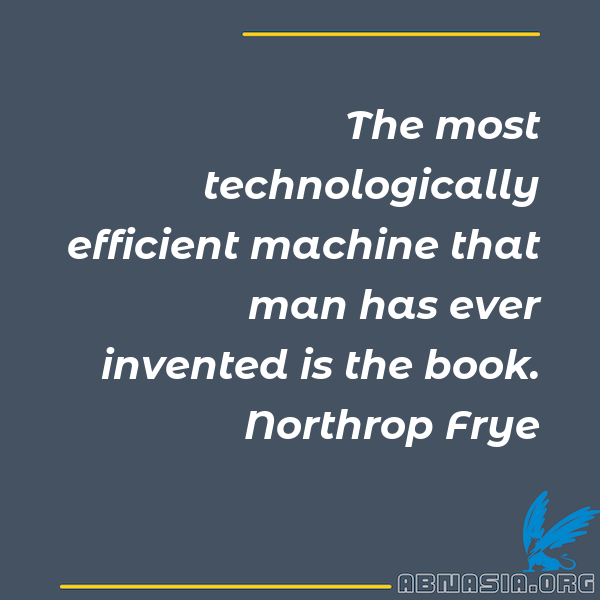 The most
technologically
efficient machine that
man has ever
invented is the book.
Northrop Frye
ABNASIA.ORG